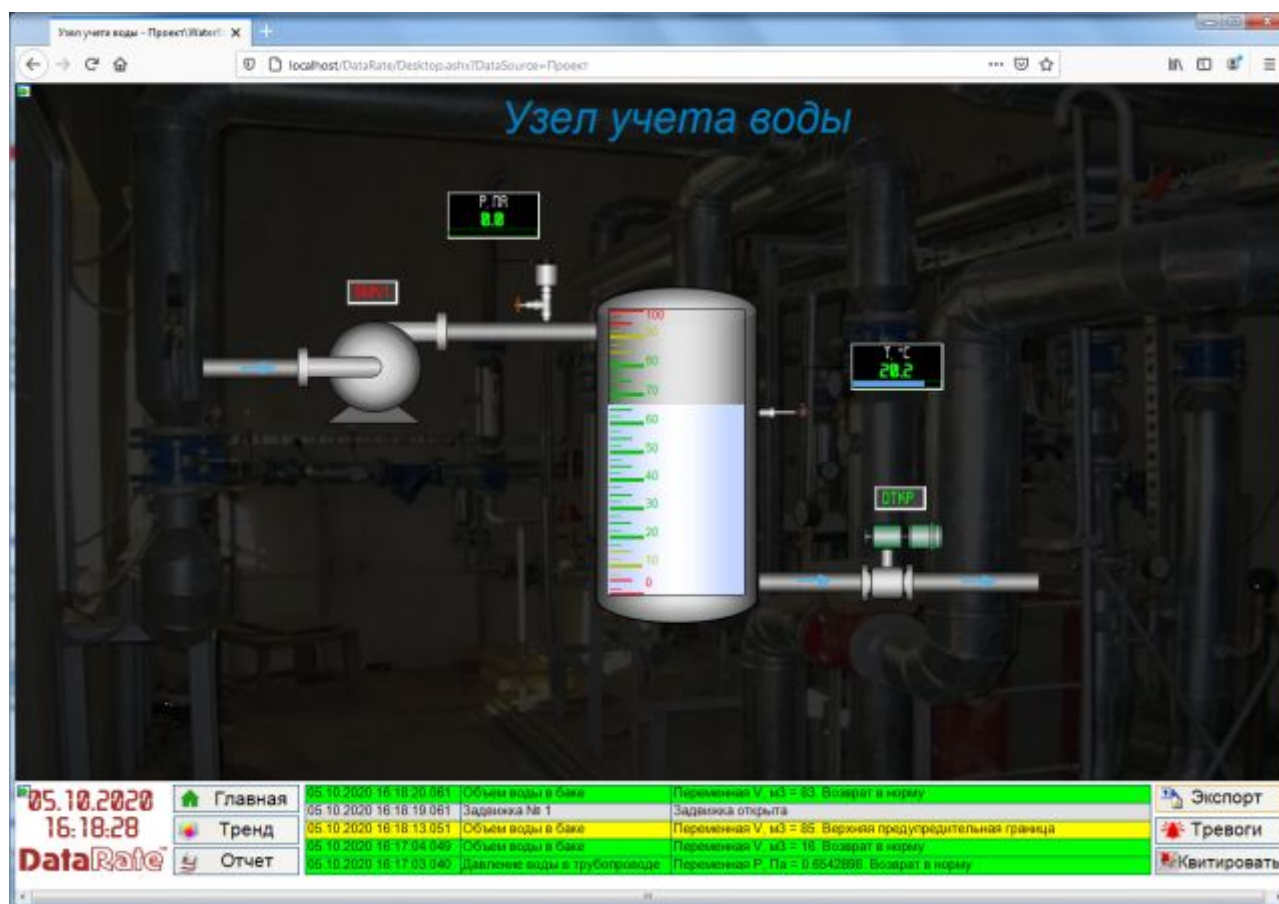 Узел учета воды - Проект\Water
localhost/DataRate/Desktop.ashx?DataSource=Проект
Узел учета воды
P, ПА
0.0
100
80
70
T, °C
20.2
60
50
40
30
ОТКР
20
10
0
05.10.2020
16:18:28
DataRate
Главная
Тренд
Отчет
05.10.2020 16:18:20.061 Объем воды в баке Переменная V, м3 = 83. Возврат в норму
05.10.2020 16:18:19.061 Задвижка № 1 Задвижка открыта
05.10.2020 16:18:13.051 Объем воды в баке Переменная V, м3 = 85. Верхняя предупредительная граница
05.10.2020 16:17:04.049 Объем воды в баке Переменная V, м3 = 16. Возврат в норму
05.10.2020 16:17:03.040 Давление воды в трубопроводе Переменная P, Па = 0.6542898. Возврат в норму
Экспорт
Тревоги
Квитировать